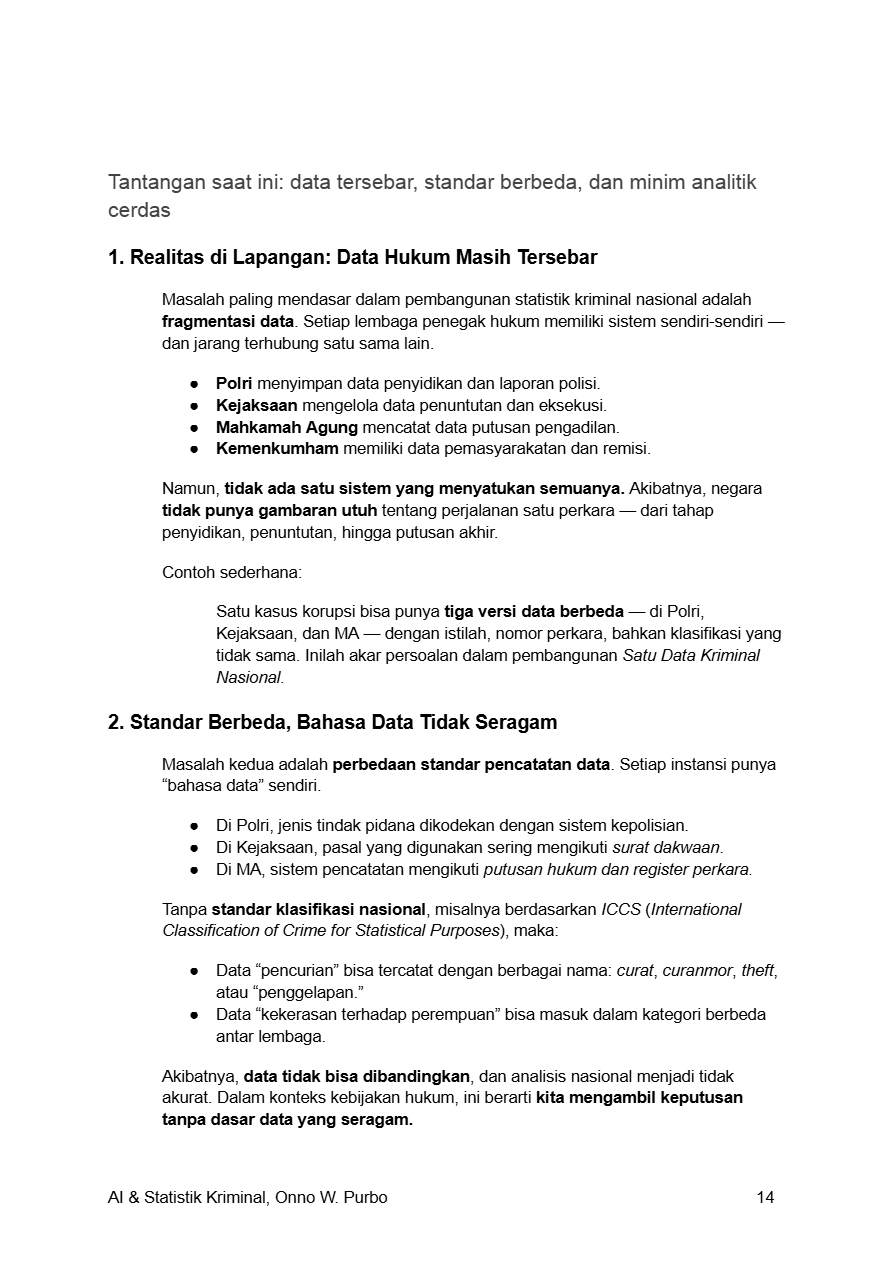 Tantangan saat ini: data tersebar, standar berbeda, dan minim analitik
cerdas
1. Realitas di Lapangan: Data Hukum Masih Tersebar
Masalah paling mendasar dalam pembangunan statistik kriminal nasional adalah
fragmentasi data. Setiap lembaga penegak hukum memiliki sistem sendiri-sendiri —
dan jarang terhubung satu sama lain.
● Polri menyimpan data penyidikan dan laporan polisi.
● Kejaksaan mengelola data penuntutan dan eksekusi.
● Mahkamah Agung mencatat data putusan pengadilan.
● Kemenkumham memiliki data pemasyarakatan dan remisi.
Namun, tidak ada satu sistem yang menyatukan semuanya. Akibatnya, negara
tidak punya gambaran utuh tentang perjalanan satu perkara — dari tahap
penyidikan, penuntutan, hingga putusan akhir.
Contoh sederhana:
Satu kasus korupsi bisa punya tiga versi data berbeda — di Polri,
Kejaksaan, dan MA — dengan istilah, nomor perkara, bahkan klasifikasi yang
tidak sama. Inilah akar persoalan dalam pembangunan Satu Data Kriminal
Nasional.
2. Standar Berbeda, Bahasa Data Tidak Seragam
Masalah kedua adalah perbedaan standar pencatatan data. Setiap instansi punya
“bahasa data” sendiri.
● Di Polri, jenis tindak pidana dikodekan dengan sistem kepolisian.
● Di Kejaksaan, pasal yang digunakan sering mengikuti surat dakwaan.
● Di MA, sistem pencatatan mengikuti putusan hukum dan register perkara.
Tanpa standar klasifikasi nasional, misalnya berdasarkan ICCS (International
Classification of Crime for Statistical Purposes), maka:
● Data “pencurian” bisa tercatat dengan berbagai nama: curat, curanmor, theft,
atau “penggelapan.”
● Data “kekerasan terhadap perempuan” bisa masuk dalam kategori berbeda
antar lembaga.
Akibatnya, data tidak bisa dibandingkan, dan analisis nasional menjadi tidak
akurat. Dalam konteks kebijakan hukum, ini berarti kita mengambil keputusan
tanpa dasar data yang seragam.
AI & Statistik Kriminal, Onno W. Purbo 14